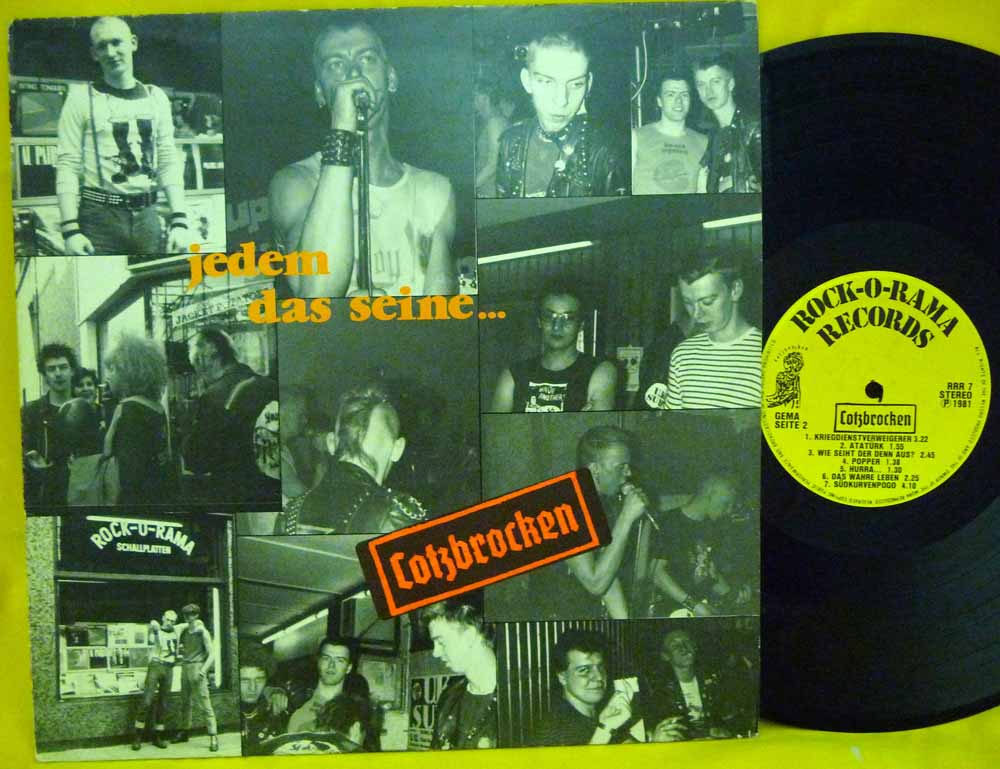 jedem
das seine...
Cotzbrocken
ROCK-O-RAMA
SCHALLPLATTEN
ROCK-O-RAMA
RECORDS
RRR 7
STEREO
Ⓟ 1981
GEMA
SEITE 2
Cotzbrocken
1. KRIEGDIENSTVERWEIGERER 3.22
2. ATATÜRK 1.55
3. WIE SEIHT DER DENN AUS? 2.45
4. POPPER 1.38
5. HURRA... 1.30
6. DAS WAHRE LEBEN 2.25
7. SÜDKURVENPOGO 4.10